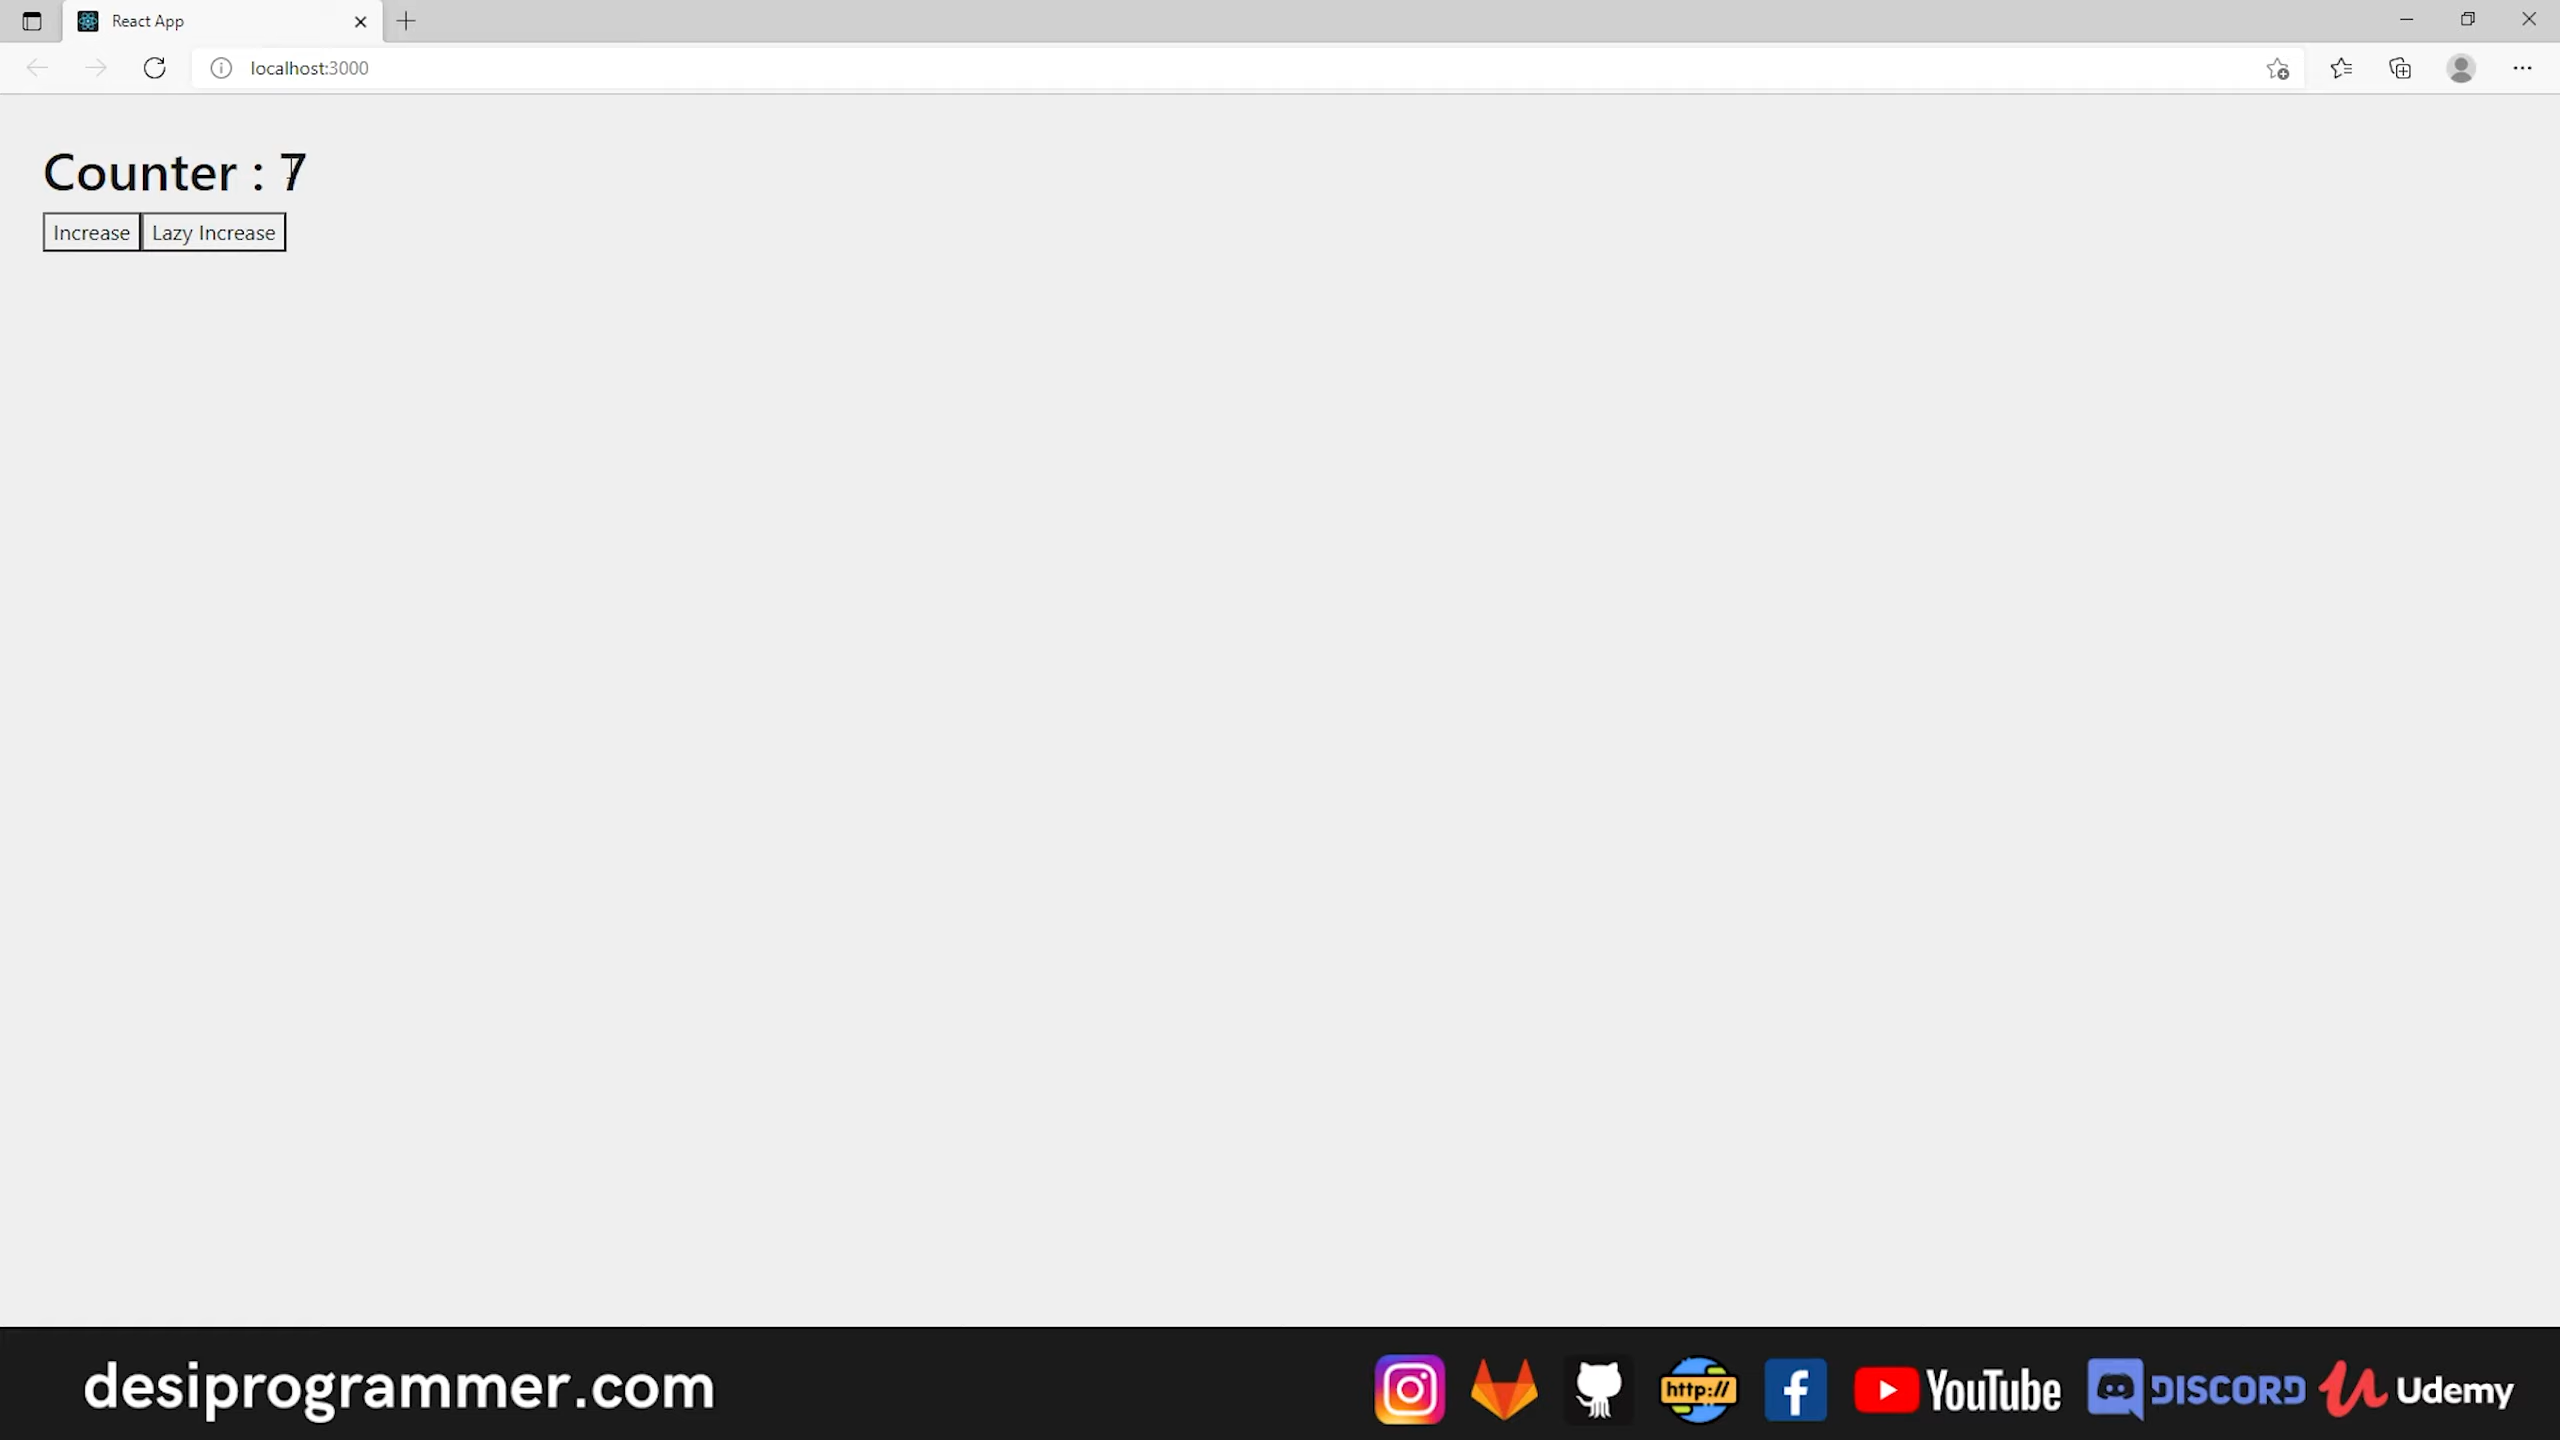 React App
localhost:3000
Counter : 7
Increase Lazy Increase
desiprogrammer.com http:// YouTube DISCORD Udemy